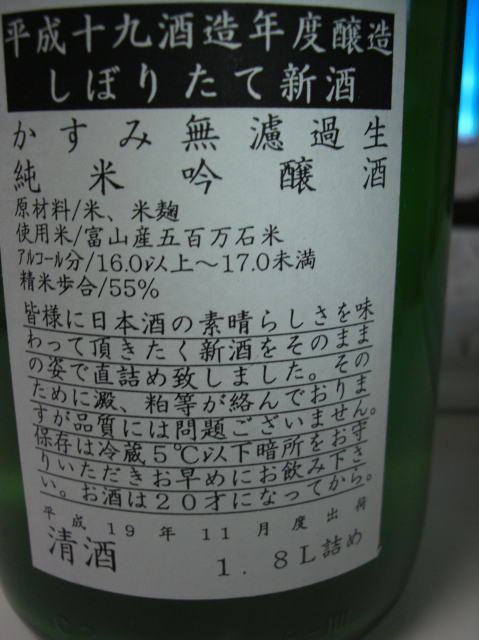 平成十九酒造年度醸造
しぼりたて新酒
かすみ無濾過生
純米吟醸酒
原材料/米、米麹
使用米/富山産五百万石米
アルコール分/16.0以上～17.0未満
精米歩合/55%
皆様に日本酒の素晴らしさを味
わって頂きたく新酒をそのまま
の姿で直詰め致しました。その
ために澱、粕等が絡んでおりま
すが品質には問題ございません。
保存は冷蔵5℃以下暗所をお守
りいただきお早めにお飲み下さ
い。お酒は20才になってから。
平成19年11月度出荷
清酒 1.8L詰め